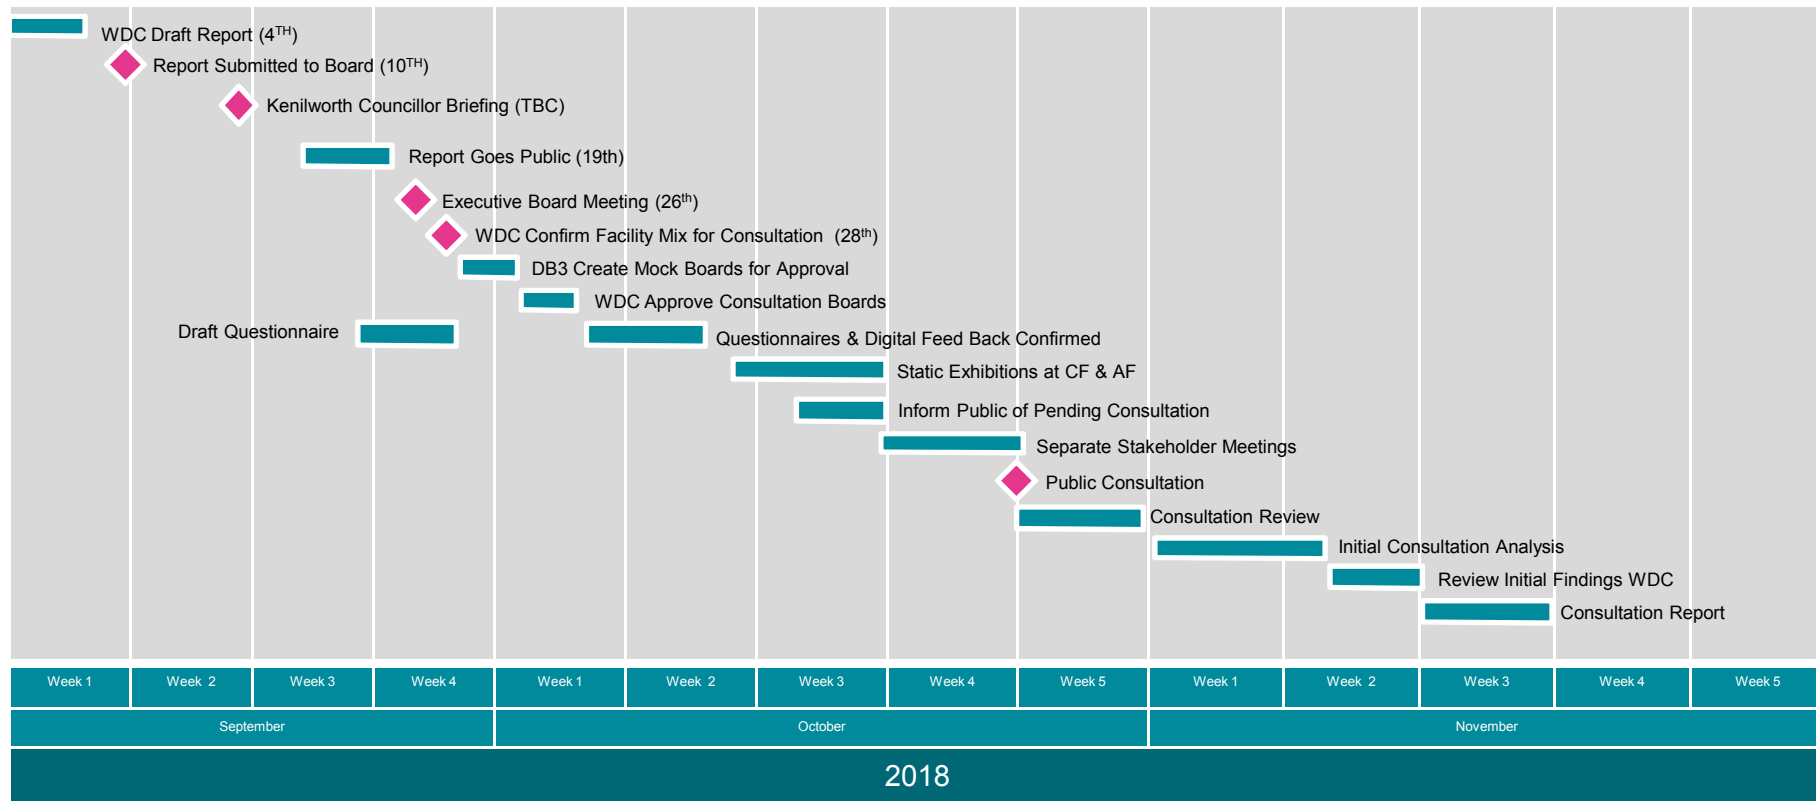 WDC Draft Report (4TH)
Report Submitted to Board (10TH)
Kenilworth Councillor Briefing (TBC)
Report Goes Public (19th)
Executive Board Meeting (26th)
WDC Confirm Facility Mix for Consultation (28th)
DB3 Create Mock Boards for Approval
WDC Approve Consultation Boards
Draft Questionnaire
Questionnaires & Digital Feed Back Confirmed
Static Exhibitions at CF & AF
Inform Public of Pending Consultation
Separate Stakeholder Meetings
Public Consultation
Consultation Review
Initial Consultation Analysis
Review Initial Findings WDC
Consultation Report
Week 1 Week 2 Week 3 Week 4 Week 1 Week 2 Week 3 Week 4 Week 5 Week 1 Week 2 Week 3 Week 4 Week 5
September October November
2018